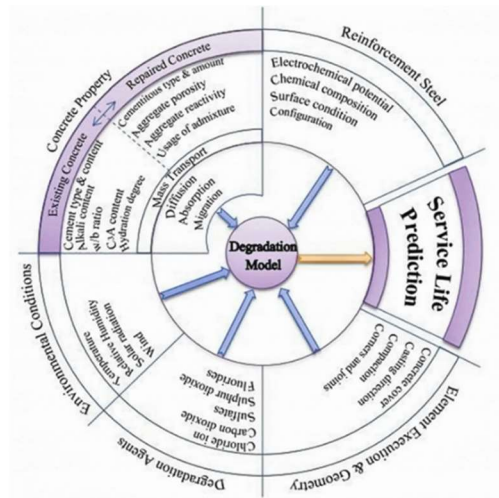 Concrete Property
Repaired Concrete
Cementitous type & amount
Aggregate porosity
Aggregate reactivity
Usage of admixture
Existing Concrete
Cement type & content
Alkali content
w/b ratio
C₃A content
Hydration degree
Mass Transport
Diffusion
Absorption
Migration
Reinforcement Steel
Electrochemical potential
Chemical composition
Surface condition
Configuration
Degradation
Model
Service Life
Prediction
Element Execution & Geometry
Concrete cover
Casting direction
Compaction
Corners and joints
Degradation Agents
Chloride ion
Carbon dioxide
Sulfates
Sulphur dioxide
Fluorides
Environmental Conditions
Temperature
Relative Humidity
Solar radiation
Wind